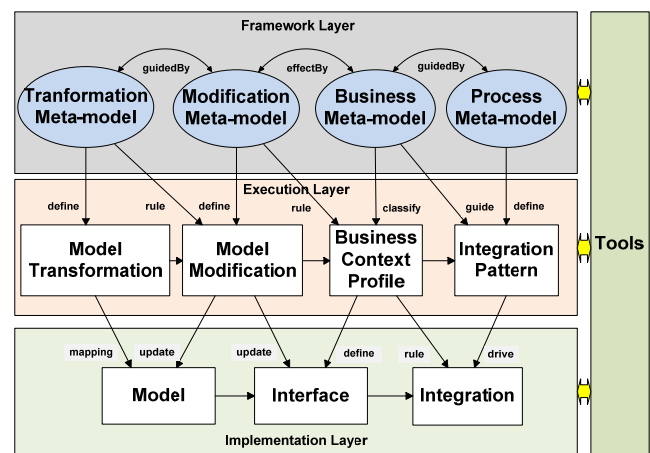 Framework Layer
guidedBy
effectBy
guidedBy
Tranformation
Meta-model
Modification
Meta-model
Business
Meta-model
Process
Meta-model
Execution Layer
define
rule
define
rule
classify
guide
define
Model
Transformation
Model
Modification
Business
Context
Profile
Integration
Pattern
Tools
mapping
update
update
define
rule
drive
Model
Interface
Integration
Implementation Layer